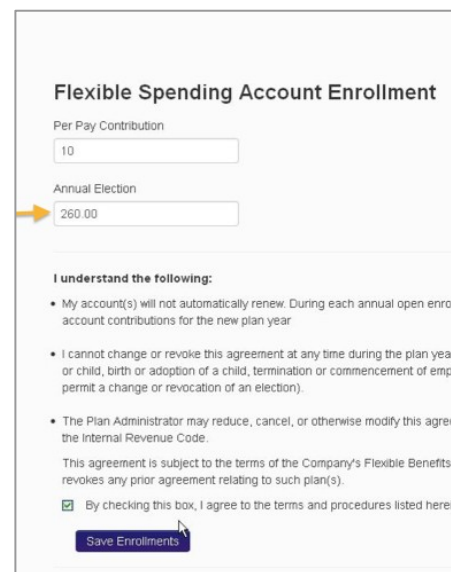 Flexible Spending Account Enrollment
Per Pay Contribution
10
Annual Election
260.00
I understand the following:
• My account(s) will not automatically renew. During each annual open enro
account contributions for the new plan year
• I cannot change or revoke this agreement at any time during the plan yea
or child, birth or adoption of a child, termination or commencement of emp
permit a change or revocation of an election).
• The Plan Administrator may reduce, cancel, or otherwise modify this agre
the Internal Revenue Code.
This agreement is subject to the terms of the Company's Flexible Benefits
revokes any prior agreement relating to such plan(s).
By checking this box, I agree to the terms and procedures listed herei
Save Enrollments